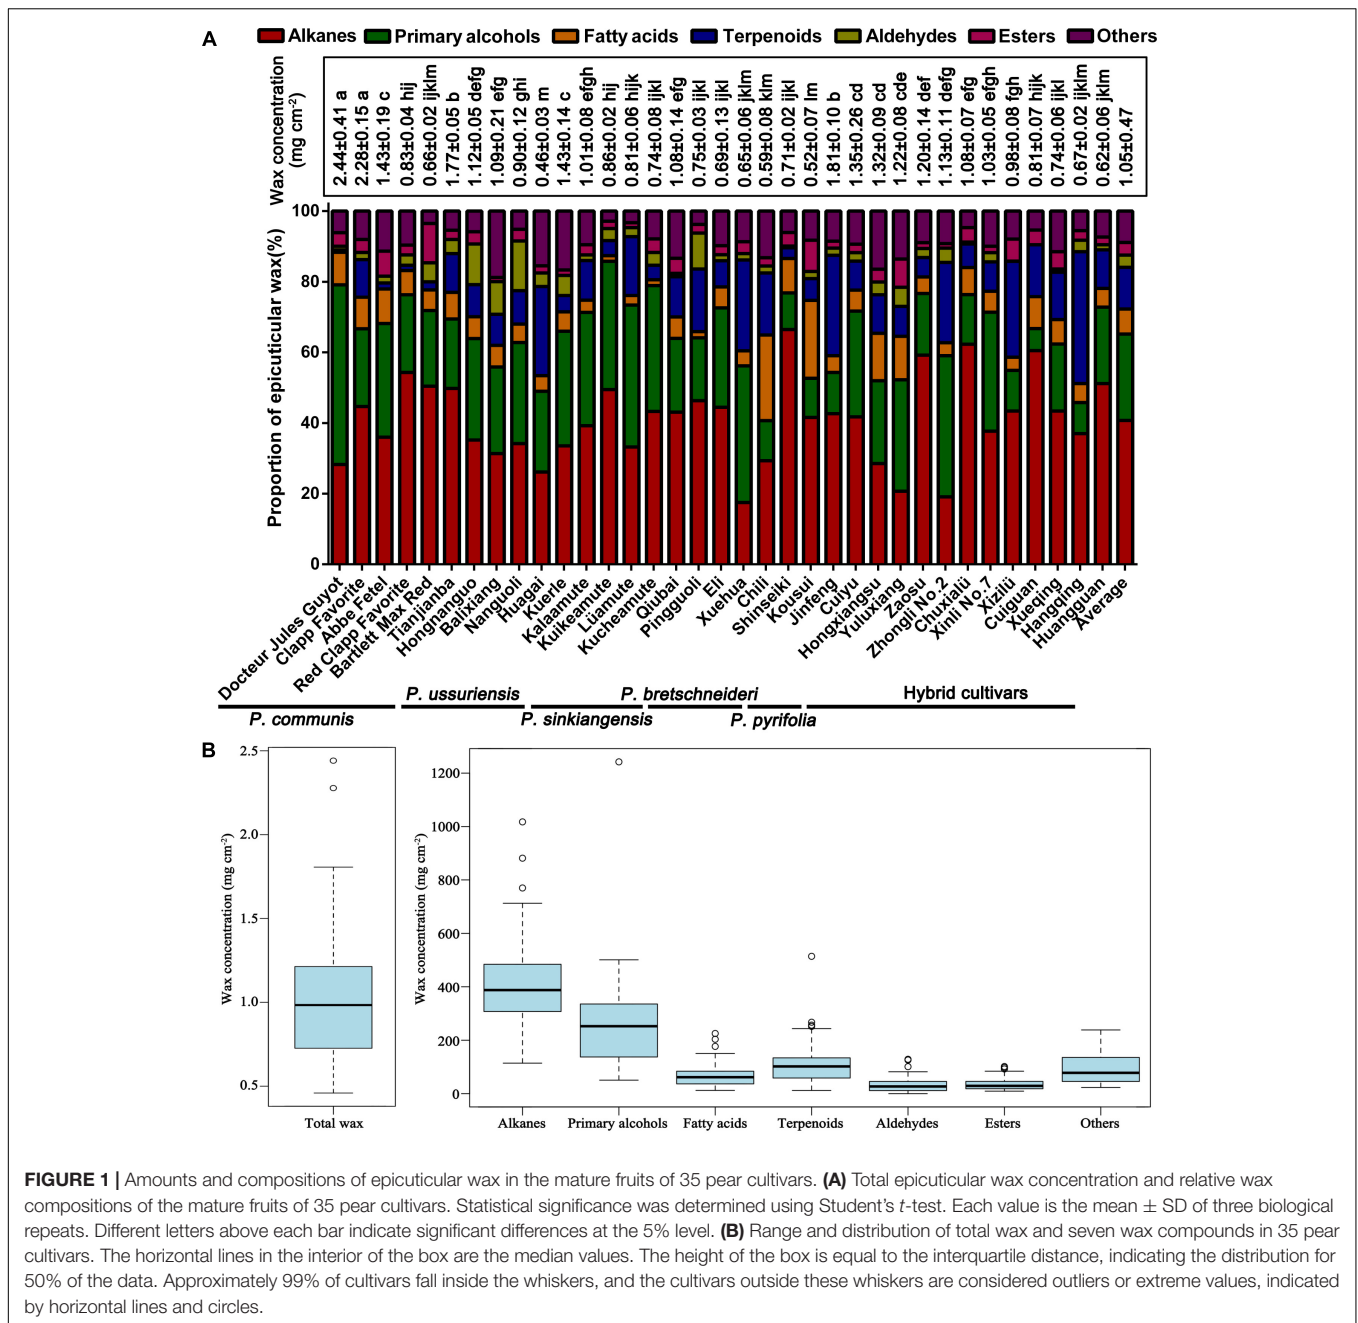 A
Alkanes Primary alcohols Fatty acids Terpenoids Aldehydes Esters Others
Wax concentration
(mg cm-2)
2.44±0.41 a
2.28±0.15 a
1.43±0.19 c
0.83±0.04 hij
0.66±0.02 ijklm
1.77±0.05 b
1.12±0.05 defg
1.09±0.21 efg
0.90±0.12 ghi
0.46±0.03 m
1.43±0.14 c
1.01±0.08 efgh
0.86±0.02 hij
0.81±0.06 hijk
0.74±0.08 ijkl
1.08±0.14 efg
0.75±0.03 ijkl
0.69±0.13 ijkl
0.65±0.06 jklm
0.59±0.08 klm
0.71±0.02 ijkl
0.52±0.07 lm
1.81±0.10 b
1.35±0.26 cd
1.32±0.09 cd
1.22±0.08 cde
1.20±0.14 def
1.13±0.11 defg
1.08±0.07 efg
1.03±0.05 efgh
0.98±0.08 fgh
0.81±0.07 hijk
0.74±0.06 ijkl
0.67±0.02 ijklm
0.62±0.06 jklm
1.05±0.47
Proportion of epicuticular wax(%)
100
80
60
40
20
0
Docteur Jules Guyot
Clapp Favorite
Abbe Fetel
Red Clapp Favorite
Bartlett Max Red
Tianjianba
Hongnanguo
Balixiang
Nanguoli
Huagai
Kuerle
Kalaamute
Kuikeamute
Lüamute
Kucheamute
Qiubai
Pingguoli
Eli
Xuehua
Chili
Shinseiki
Kousui
Jinfeng
Cuiyu
Hongxiangsu
Yuluxiang
Zaosu
Zhongli No.2
Chuxialü
Xinli No.7
Xizilü
Cuiguan
Xueqing
Hangqing
Huangguan
Average
P. ussuriensis P. bretschneideri Hybrid cultivars
P. communis P. sinkiangensis P. pyrifolia
B
Wax concentration (mg cm-2)
2.5
2.0
1.5
1.0
0.5
Total wax
Wax concentration (mg cm-2)
1200
1000
800
600
400
200
0
Alkanes Primary alcohols Fatty acids Terpenoids Aldehydes Esters Others
FIGURE 1 | Amounts and compositions of epicuticular wax in the mature fruits of 35 pear cultivars. (A) Total epicuticular wax concentration and relative wax
compositions of the mature fruits of 35 pear cultivars. Statistical significance was determined using Student's t-test. Each value is the mean ± SD of three biological
repeats. Different letters above each bar indicate significant differences at the 5% level. (B) Range and distribution of total wax and seven wax compounds in 35 pear
cultivars. The horizontal lines in the interior of the box are the median values. The height of the box is equal to the interquartile distance, indicating the distribution for
50% of the data. Approximately 99% of cultivars fall inside the whiskers, and the cultivars outside these whiskers are considered outliers or extreme values, indicated
by horizontal lines and circles.